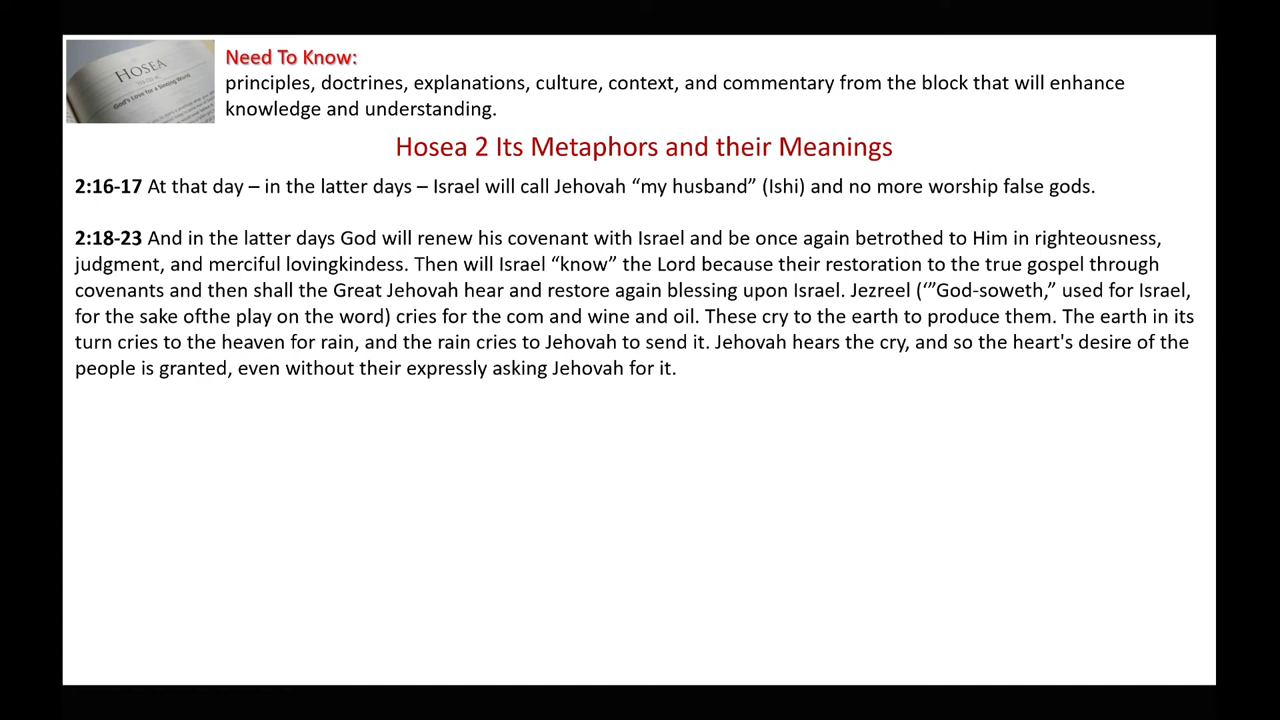 HOSEA
God's Love for a Sinning World
Need To Know:
principles, doctrines, explanations, culture, context, and commentary from the block that will enhance
knowledge and understanding.
Hosea 2 Its Metaphors and their Meanings
2:16-17 At that day – in the latter days – Israel will call Jehovah “my husband” (Ishi) and no more worship false gods.
2:18-23 And in the latter days God will renew his covenant with Israel and be once again betrothed to Him in righteousness,
judgment, and merciful lovingkindess. Then will Israel “know” the Lord because their restoration to the true gospel through
covenants and then shall the Great Jehovah hear and restore again blessing upon Israel. Jezreel (‘”God-soweth,” used for Israel,
for the sake ofthe play on the word) cries for the com and wine and oil. These cry to the earth to produce them. The earth in its
turn cries to the heaven for rain, and the rain cries to Jehovah to send it. Jehovah hears the cry, and so the heart's desire of the
people is granted, even without their expressly asking Jehovah for it.